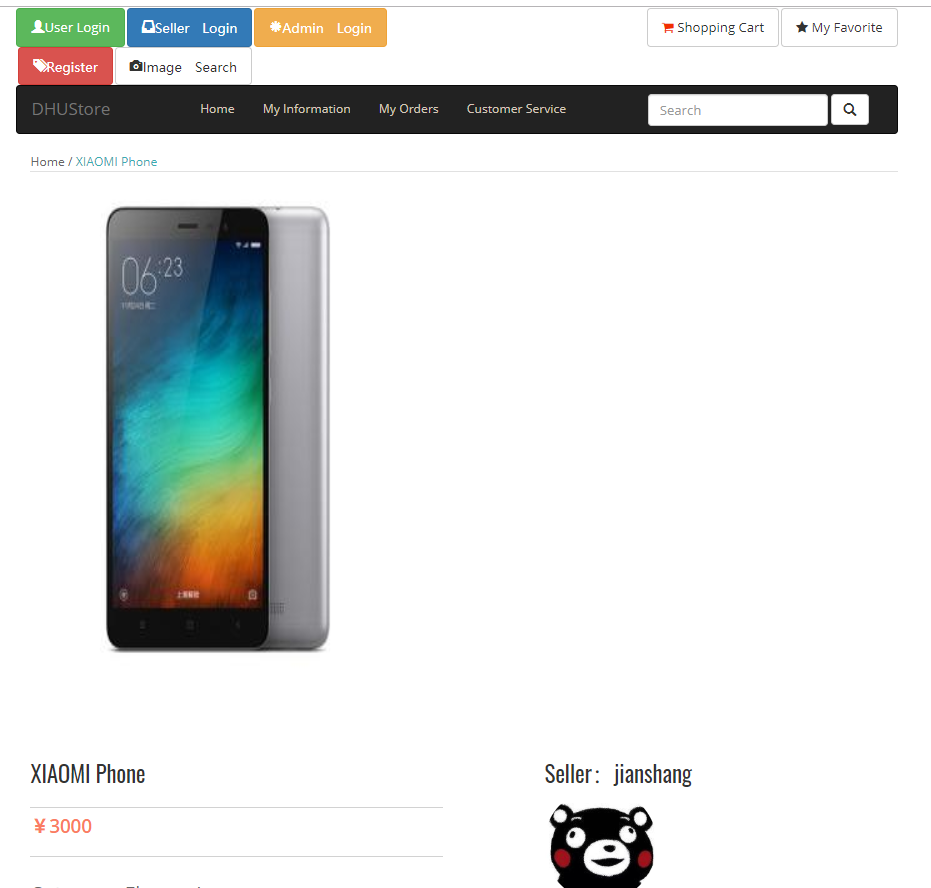 User Login Seller Login Admin Login Shopping Cart My Favorite
Register Image Search
DHUStore Home My Information My Orders Customer Service Search
Home / XIAOMI Phone
06:23
XIAOMI Phone
Seller: jianshang
¥3000